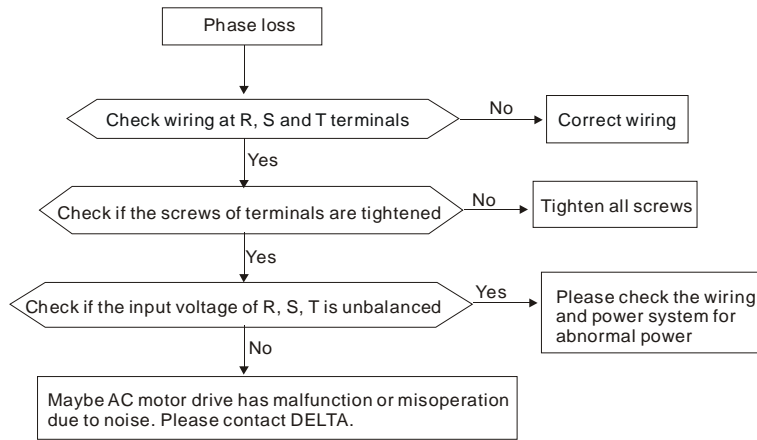 Phase loss
Check wiring at R, S and T terminals
No
Correct wiring
Yes
Check if the screws of terminals are tightened
No
Tighten all screws
Yes
Check if the input voltage of R, S, T is unbalanced
Yes
Please check the wiring
and power system for
abnormal power
No
Maybe AC motor drive has malfunction or misoperation
due to noise. Please contact DELTA.